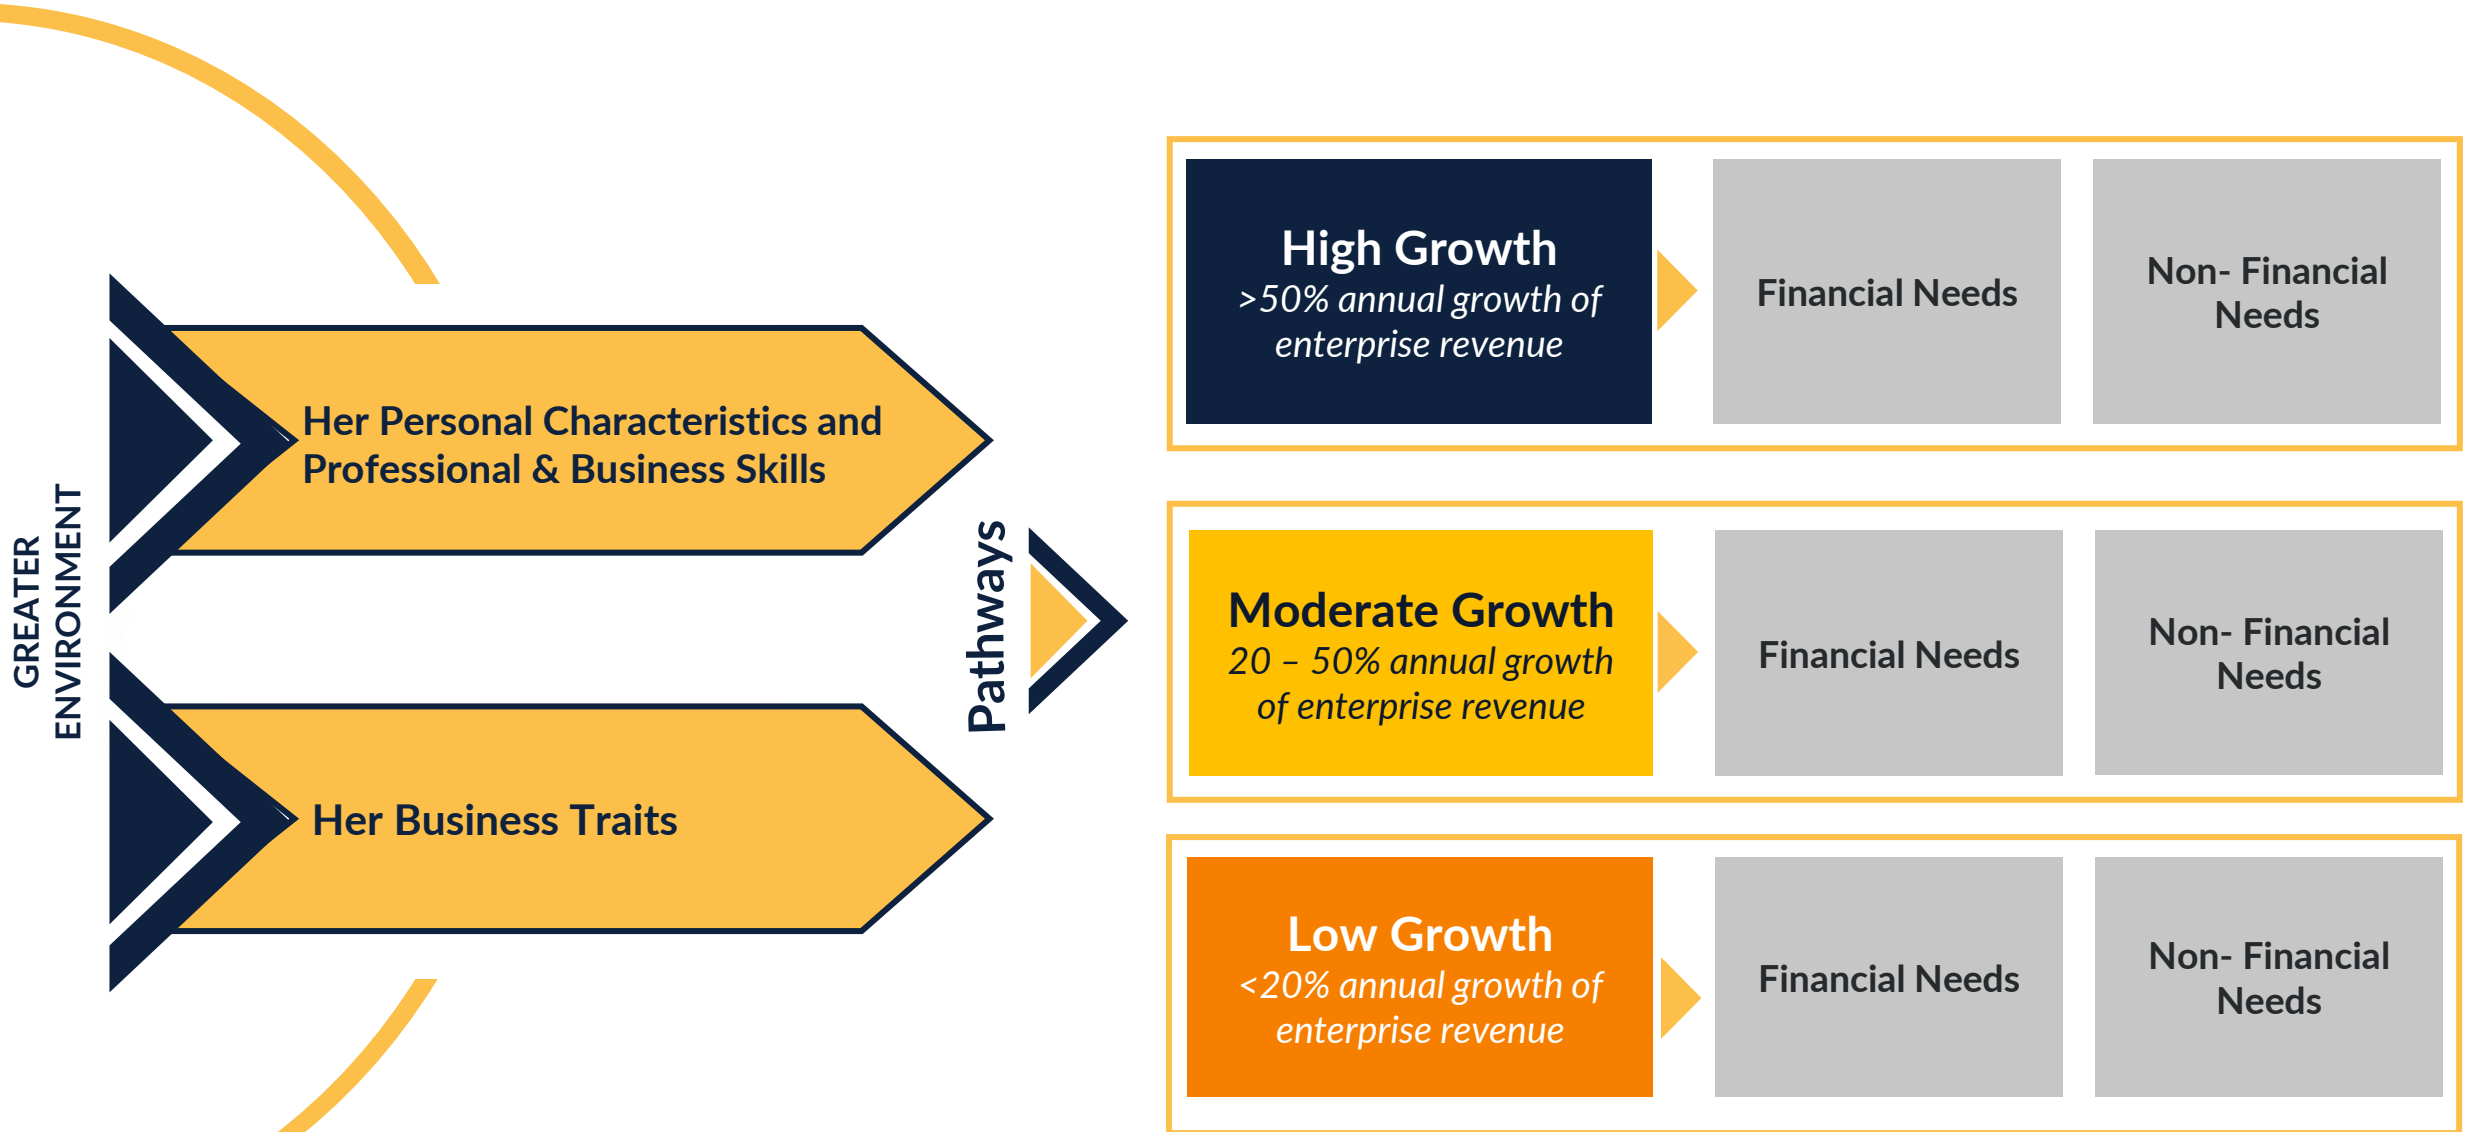 GREATER
ENVIRONMENT
Her Personal Characteristics and
Professional & Business Skills
Her Business Traits
Pathways
High Growth
>50% annual growth of
enterprise revenue
Financial Needs
Non- Financial
Needs
Moderate Growth
20 – 50% annual growth
of enterprise revenue
Financial Needs
Non- Financial
Needs
Low Growth
<20% annual growth of
enterprise revenue
Financial Needs
Non- Financial
Needs